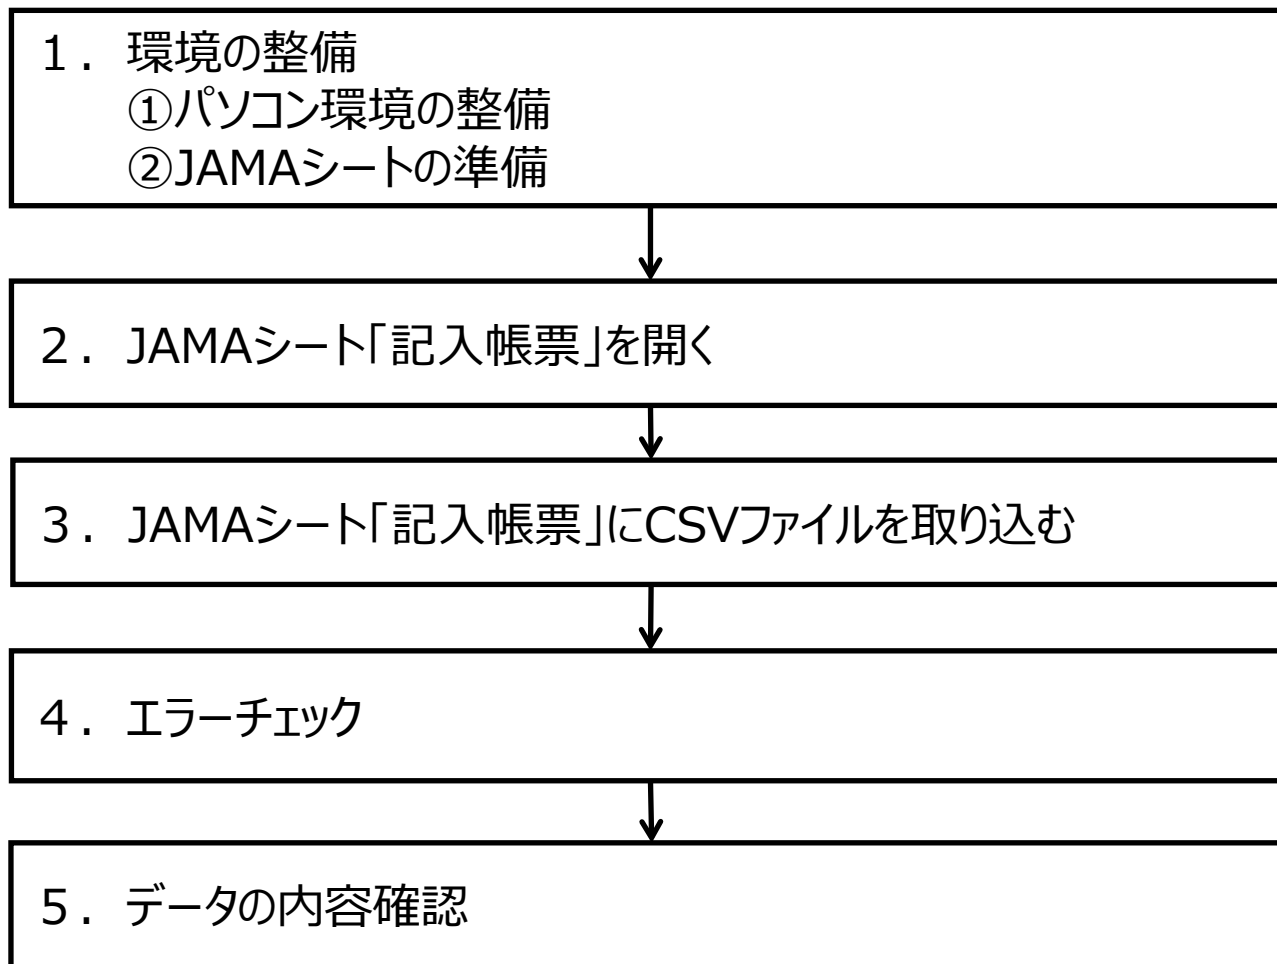 １. 環境の整備
①パソコン環境の整備
②JAMAシートの準備
２. JAMAシート「記入帳票」を開く
３. JAMAシート「記入帳票」にCSVファイルを取り込む
４. エラーチェック
５. データの内容確認